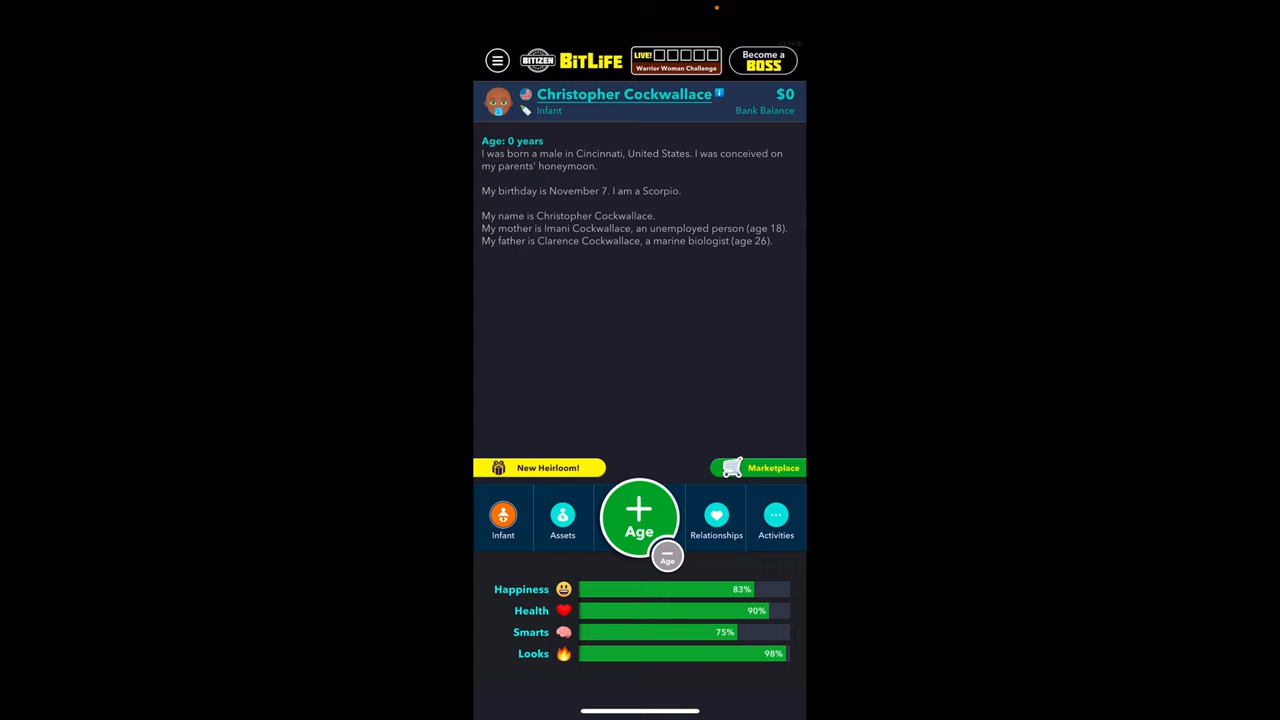 BITIZEN BITLIFE LIVE! Become a BOSS
Warrior Woman Challenge
Christopher Cockwallace i $0
Infant Bank Balance
Age: 0 years
I was born a male in Cincinnati, United States. I was conceived on
my parents' honeymoon.
My birthday is November 7. I am a Scorpio.
My name is Christopher Cockwallace.
My mother is Imani Cockwallace, an unemployed person (age 18).
My father is Clarence Cockwallace, a marine biologist (age 26).
New Heirloom! Marketplace
Infant Assets + Age Relationships Activities
− Age
Happiness 83%
Health 90%
Smarts 75%
Looks 98%